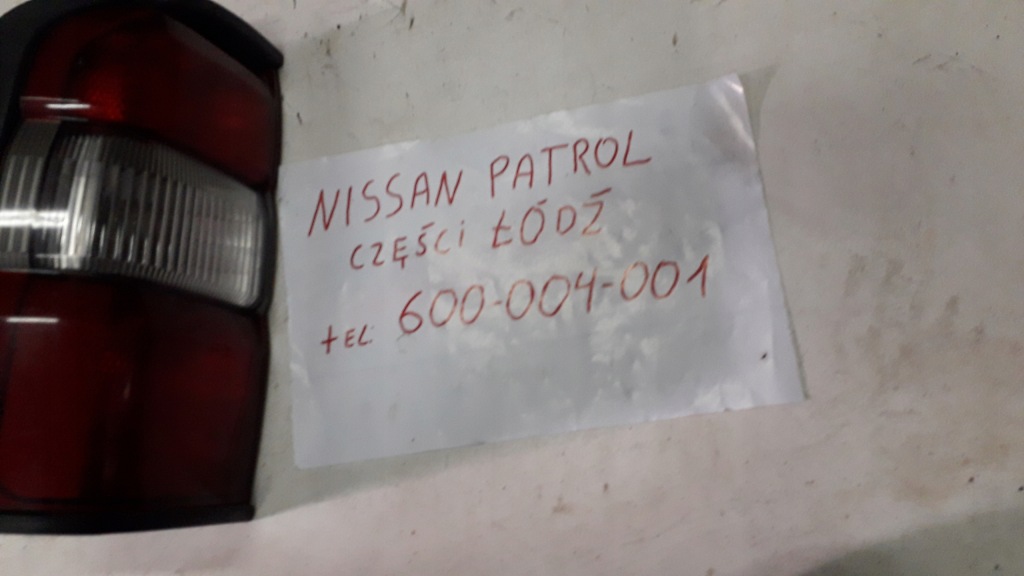 NISSAN PATROL
CZĘŚCi ŁÓDŹ
tEL: 600-004-001